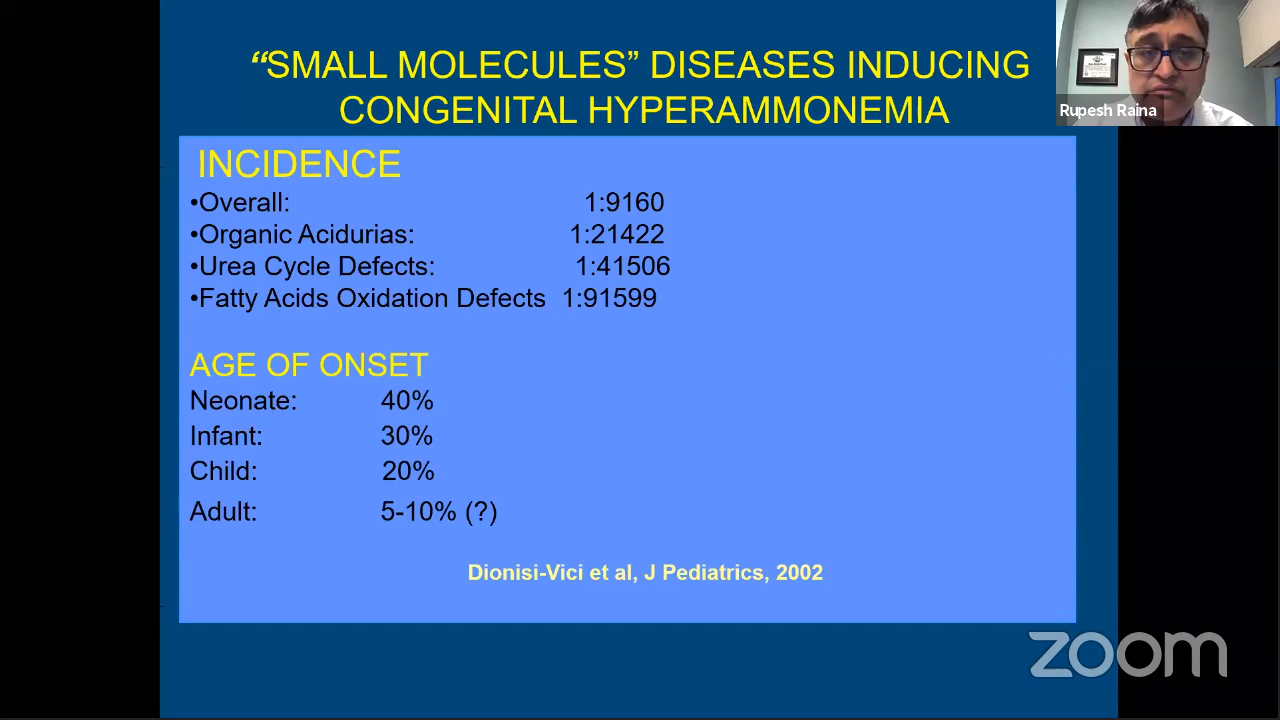 “SMALL MOLECULES” DISEASES INDUCING
CONGENITAL HYPERAMMONEMIA
Rupesh Raina
INCIDENCE
•Overall: 1:9160
•Organic Acidurias: 1:21422
•Urea Cycle Defects: 1:41506
•Fatty Acids Oxidation Defects 1:91599
AGE OF ONSET
Neonate: 40%
Infant: 30%
Child: 20%
Adult: 5-10% (?)
Dionisi-Vici et al, J Pediatrics, 2002
zoom